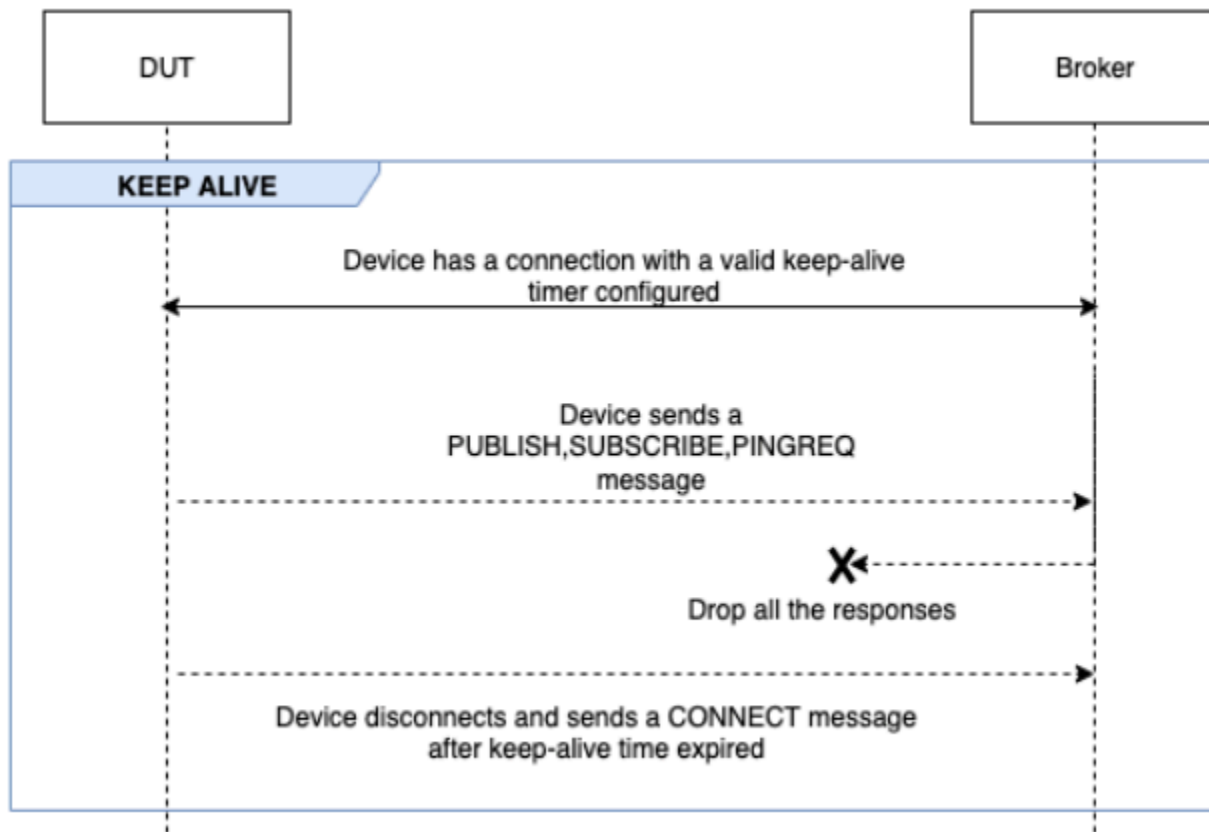 DUT
Broker
KEEP ALIVE
Device has a connection with a valid keep-alive
timer configured
Device sends a
PUBLISH,SUBSCRIBE,PINGREQ
message
Drop all the responses
Device disconnects and sends a CONNECT message
after keep-alive time expired